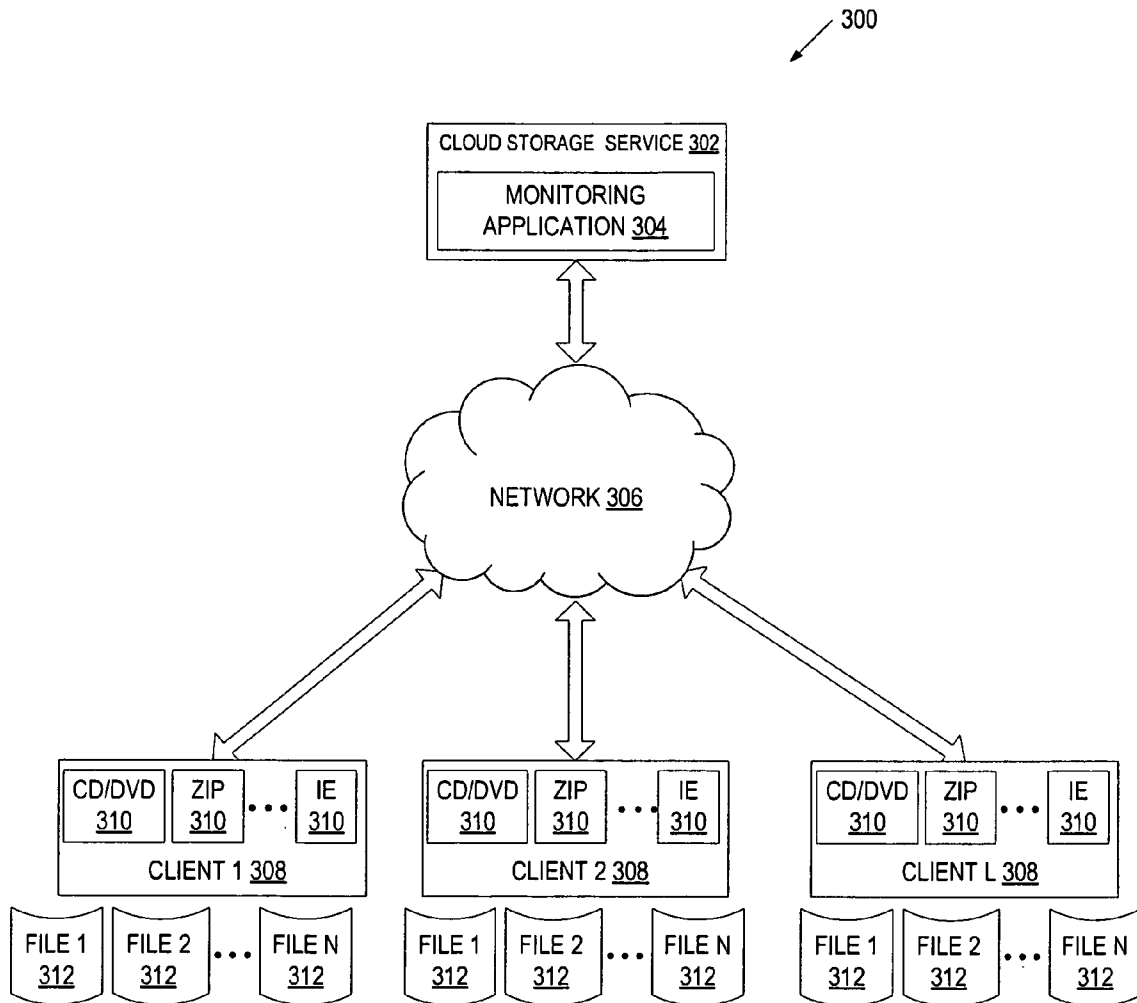 300
CLOUD STORAGE SERVICE 302
MONITORING
APPLICATION 304
NETWORK 306
CD/DVD 310 ZIP 310 ••• IE 310
CLIENT 1 308
CD/DVD 310 ZIP 310 ••• IE 310
CLIENT 2 308
CD/DVD 310 ZIP 310 ••• IE 310
CLIENT L 308
FILE 1 312 FILE 2 312 ••• FILE N 312
FILE 1 312 FILE 2 312 ••• FILE N 312
FILE 1 312 FILE 2 312 ••• FILE N 312